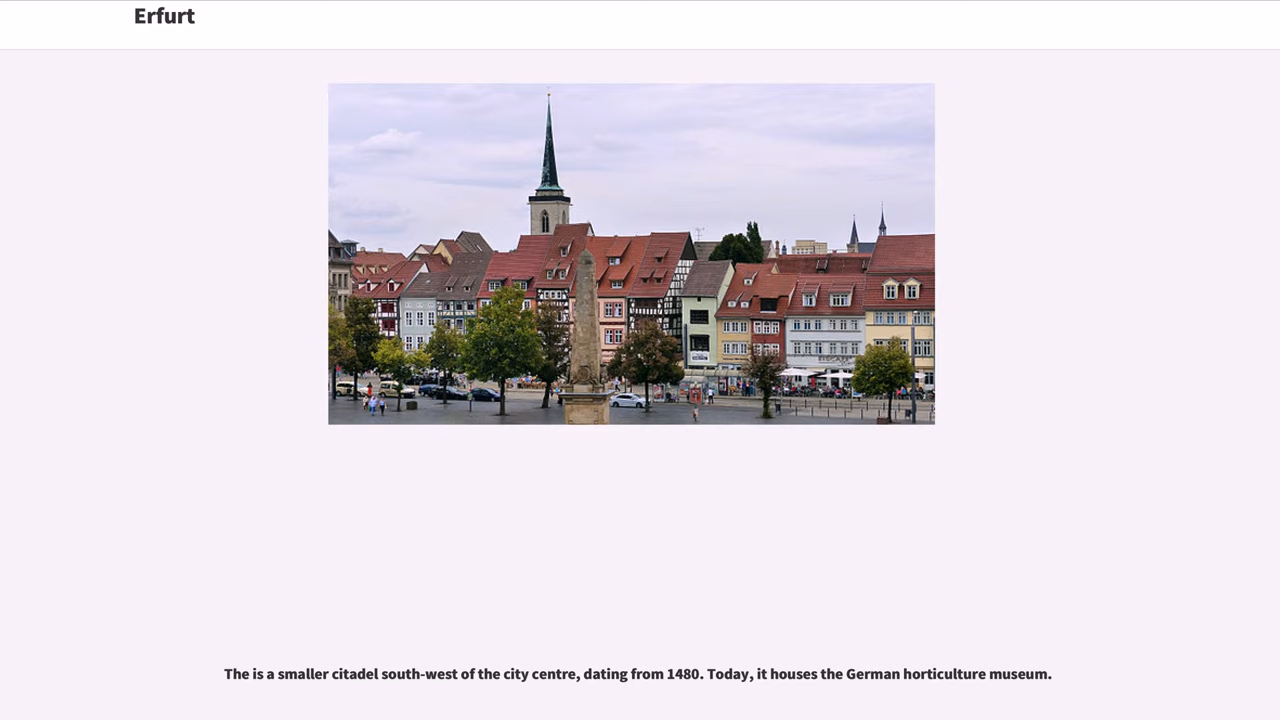 Erfurt
The is a smaller citadel south-west of the city centre, dating from 1480. Today, it houses the German horticulture museum.